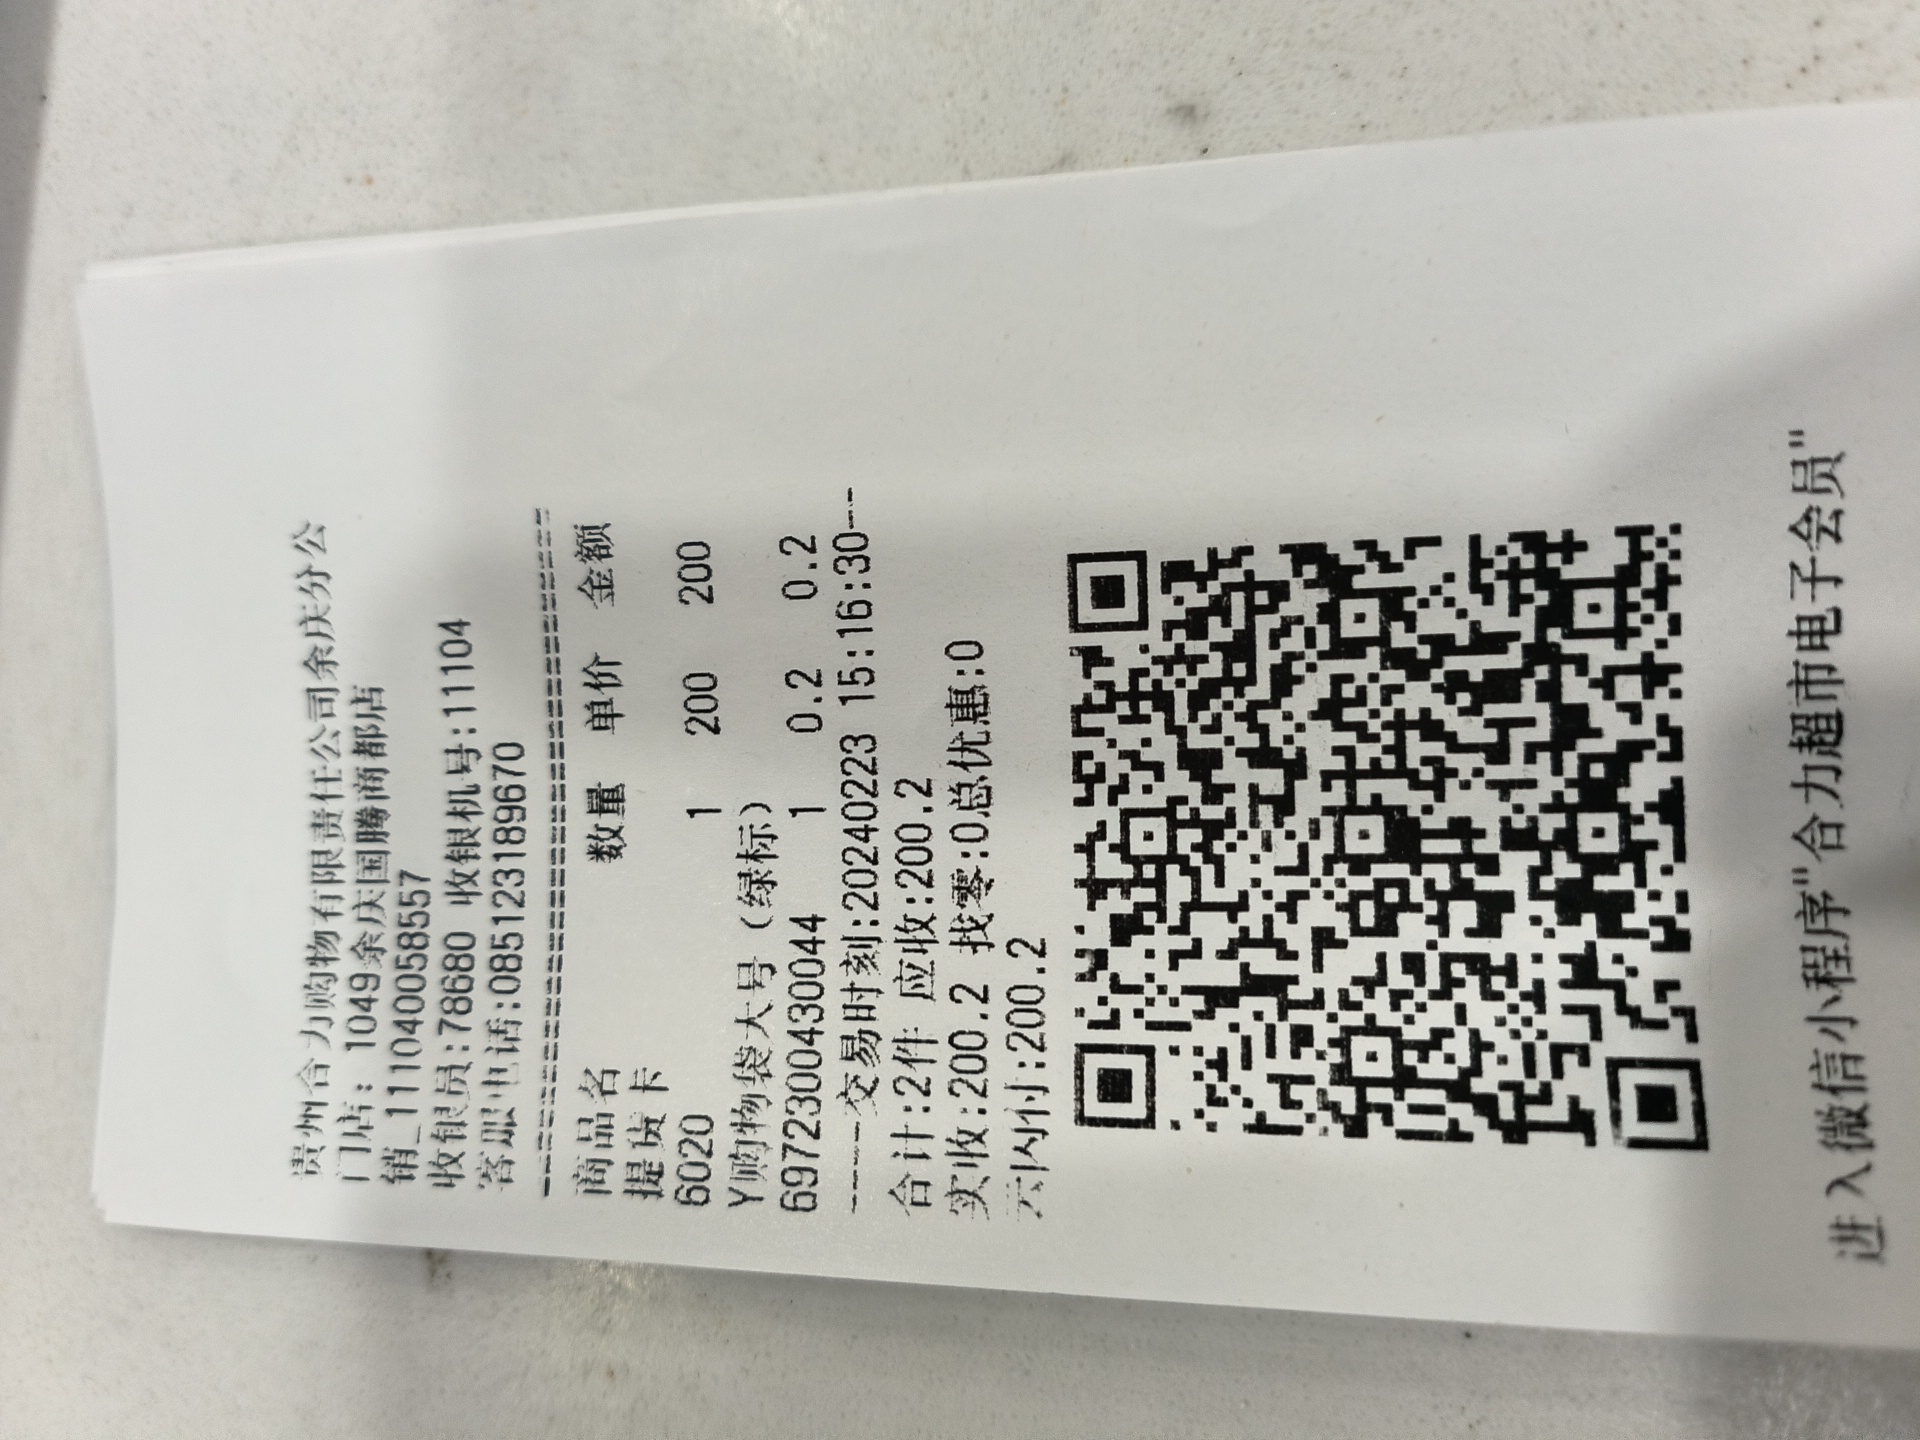 贵州合力购物有限责任公司余庆分公
门店: 1049余庆国腾商都店
销_111040058557
收银员:78680 收银机号:11104
客服电话:085123189670
商品名 数量 单价 金额
提货卡
6020 1 200 200
Y购物袋大号（绿标）
6972300430044 1 0.2 0.2
----交易时刻:20240223 15:16:30---
合计:2件 应收:200.2
实收:200.2 找零:0总优惠:0
云闪付:200.2
进入微信小程序"合力超市电子会员"